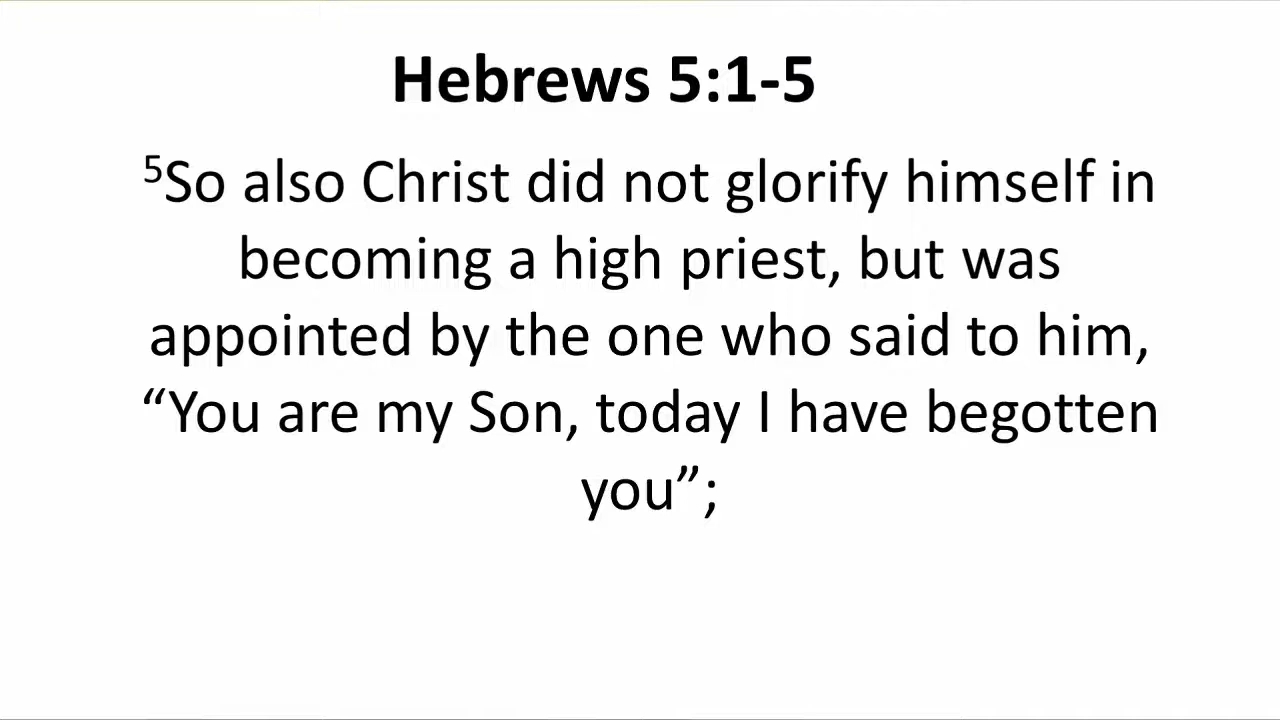 Hebrews 5:1-5
⁵So also Christ did not glorify himself in
becoming a high priest, but was
appointed by the one who said to him,
“You are my Son, today I have begotten
you”;